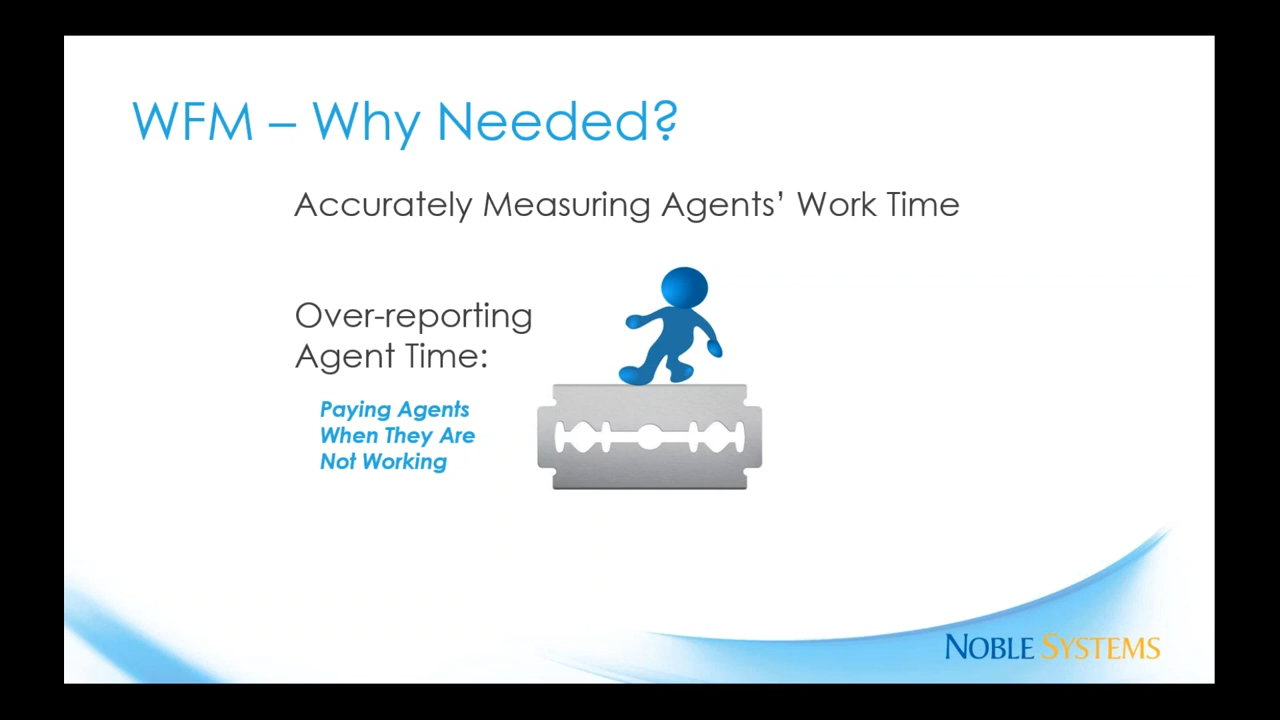 WFM – Why Needed?
Accurately Measuring Agents’ Work Time
Over-reporting
Agent Time:
Paying Agents
When They Are
Not Working
NOBLE SYSTEMS